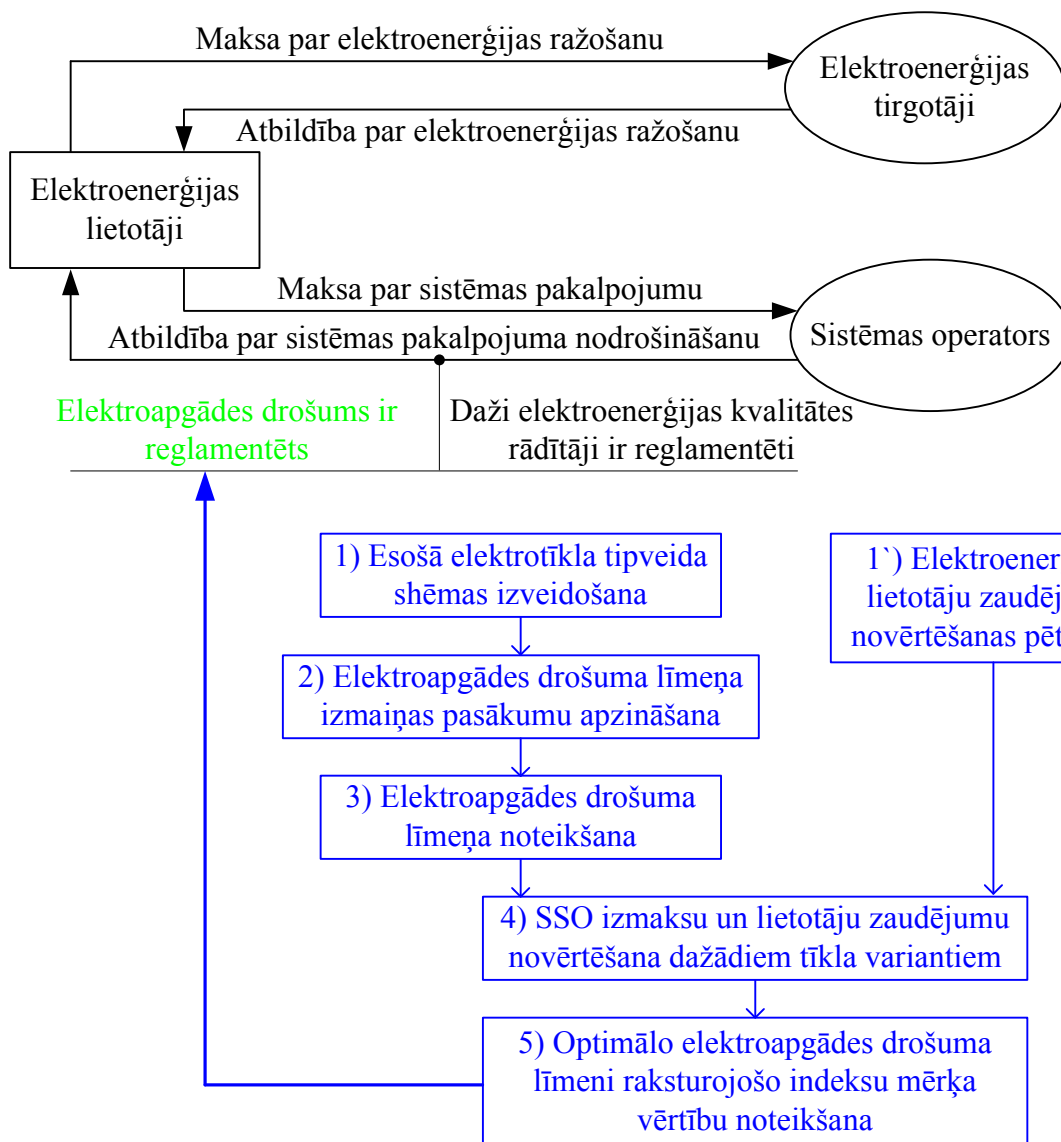 Maksa par elektroenerģijas ražošanu
Elektroenerģijas
tirgotāji
Atbildība par elektroenerģijas ražošanu
Elektroenerģijas
lietotāji
Maksa par sistēmas pakalpojumu
Sistēmas operators
Atbildība par sistēmas pakalpojuma nodrošināšanu
Elektroapgādes drošums ir
reglamentēts
Daži elektroenerģijas kvalitātes
rādītāji ir reglamentēti
1) Esošā elektrotīkla tipveida
shēmas izveidošana
1`)
lietotāju
novērtēšanas
2) Elektroapgādes drošuma līmeņa
izmaiņas pasākumu apzināšana
3) Elektroapgādes drošuma
līmeņa noteikšana
4) SSO izmaksu un lietotāju zaudējumu
novērtēšana dažādiem tīkla variantiem
5) Optimālo elektroapgādes drošuma
līmeni raksturojošo indeksu mērķa
vērtību noteikšana